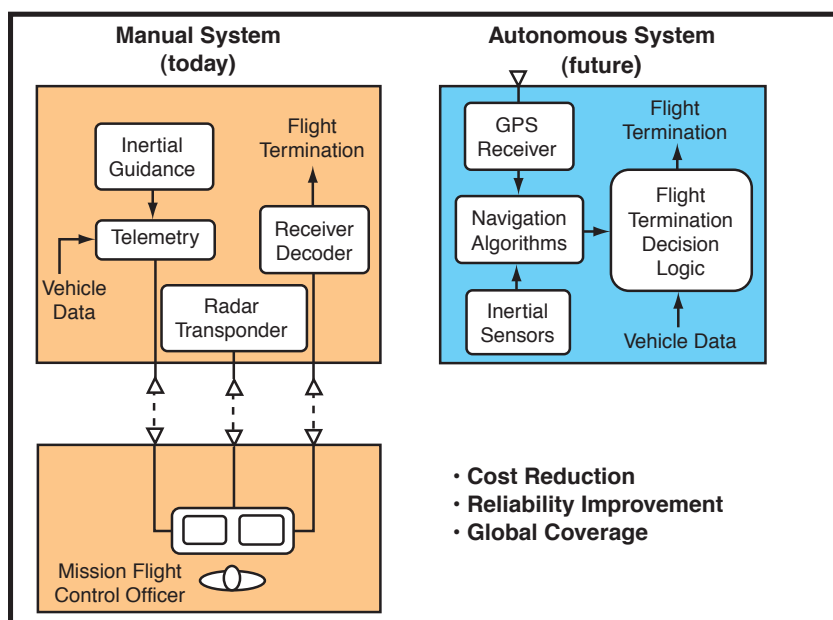 Manual System
(today)
Inertial
Guidance
Flight
Termination
Telemetry
Receiver
Decoder
Vehicle
Data
Radar
Transponder
Mission Flight
Control Officer
Autonomous System
(future)
GPS
Receiver
Flight
Termination
Navigation
Algorithms
Flight
Termination
Decision
Logic
Inertial
Sensors
Vehicle Data
· Cost Reduction
· Reliability Improvement
· Global Coverage